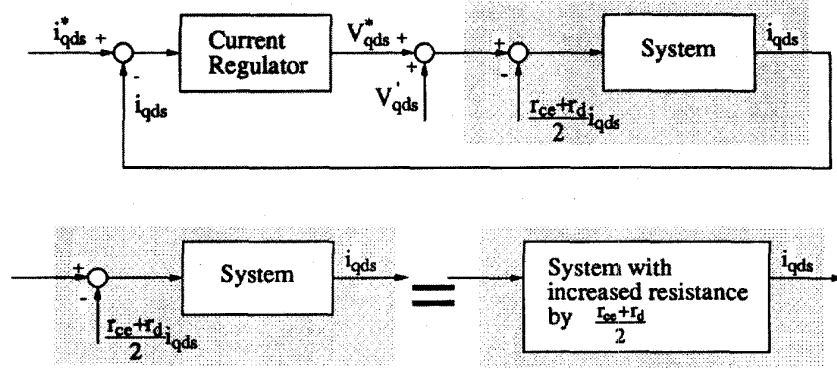 i*qds + Current Regulator V*qds + + System iqds
- iqds
+ V'qds
- rce+rd/2 iqds
+ System iqds = System with increased resistance by rce+rd/2 iqds
- rce+rd/2 iqds